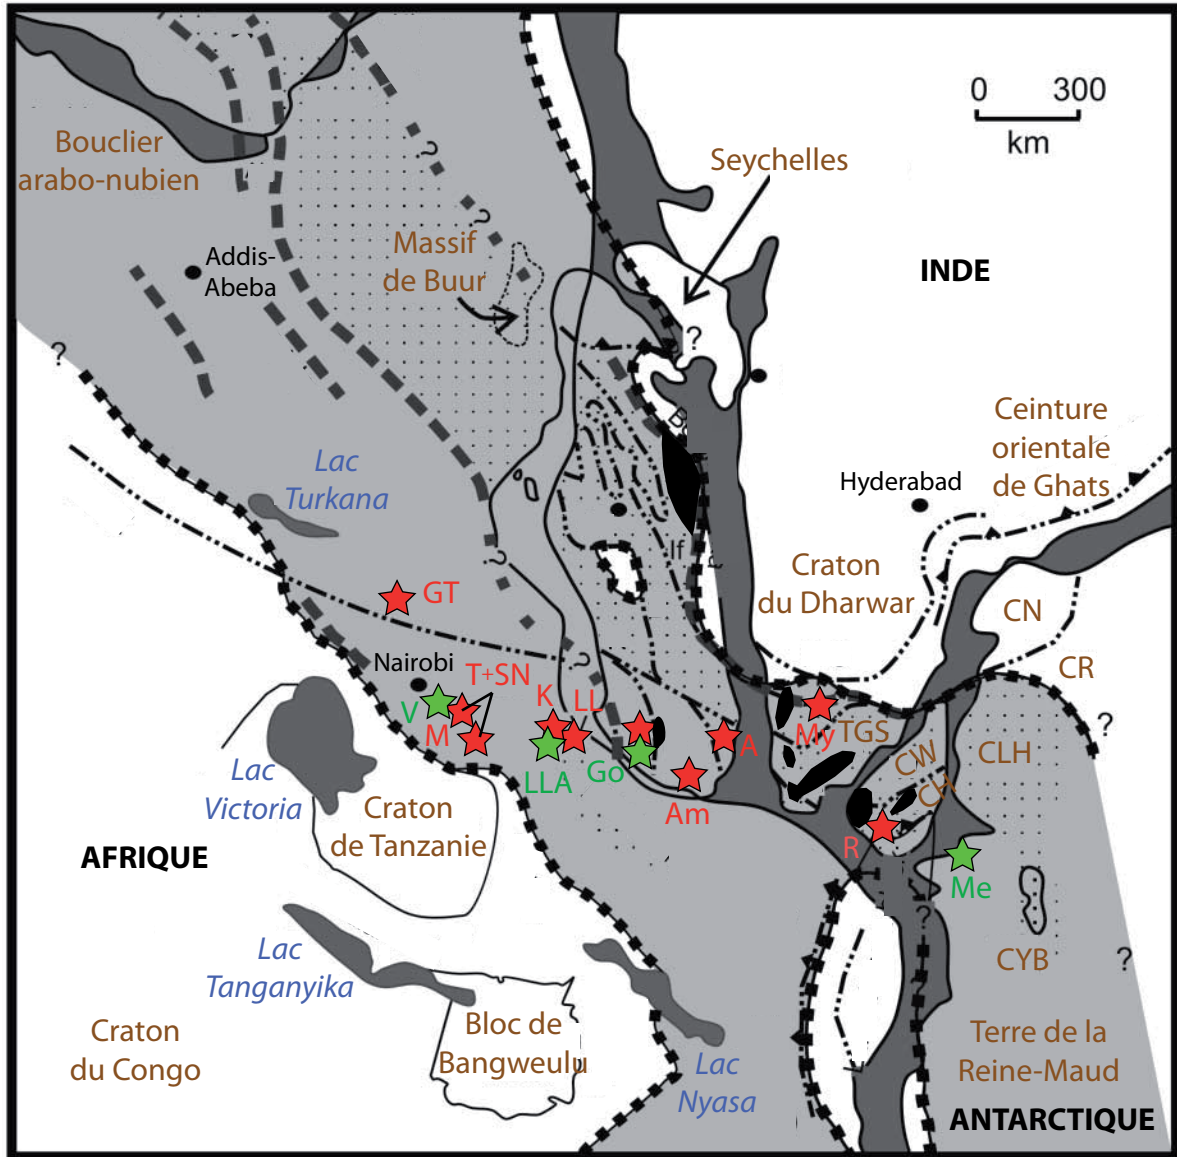 0 300
km
Bouclier
arabo-nubien
Seychelles
?
?
Massif
de Buur
Addis-
Abeba
INDE
?
?
Ceinture
orientale
de Ghats
Lac
Turkana
Hyderabad
If
?
Craton
du Dharwar
GT
CN
Nairobi
?
CR
T+SN
K
LL
V
M
A
My
TGS
?
CW
CLH
CH
LLA
Go
Am
Lac
Victoria
Craton
de Tanzanie
R
AFRIQUE
Me
?
Lac
Tanganyika
CYB
?
Craton
du Congo
Bloc de
Bangweulu
Terre de la
Reine-Maud
Lac
Nyasa
ANTARCTIQUE